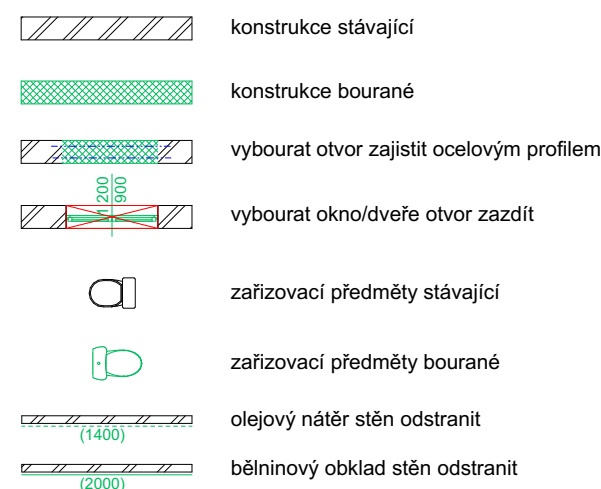 konstrukce stávající
konstrukce bourané
vybourat otvor zajistit ocelovým profilem
1200
900
vybourat okno/dveře otvor zazdít
zařizovací předměty stávající
zařizovací předměty bourané
olejový nátěr stěn odstranit
(1400)
bělninový obklad stěn odstranit
(2000)